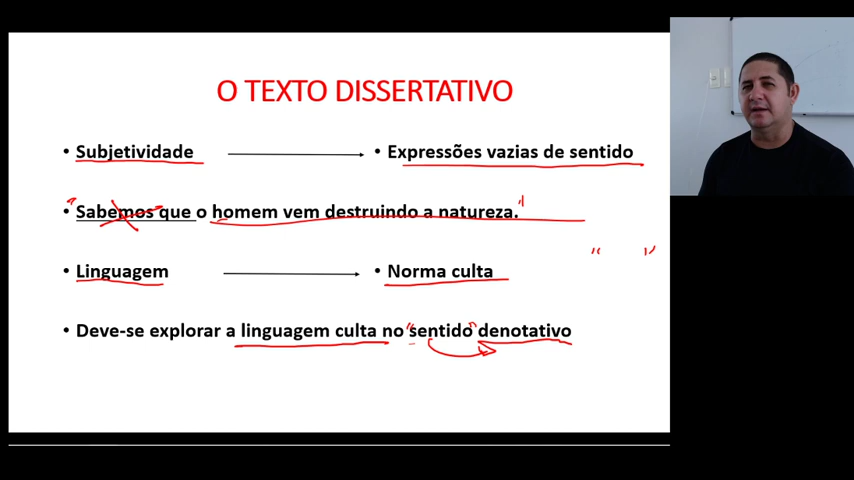 O TEXTO DISSERTATIVO
• Subjetividade • Expressões vazias de sentido
• "Sabemos que o homem vem destruindo a natureza."
• Linguagem • Norma culta
• Deve-se explorar a linguagem culta no "sentido" denotativo